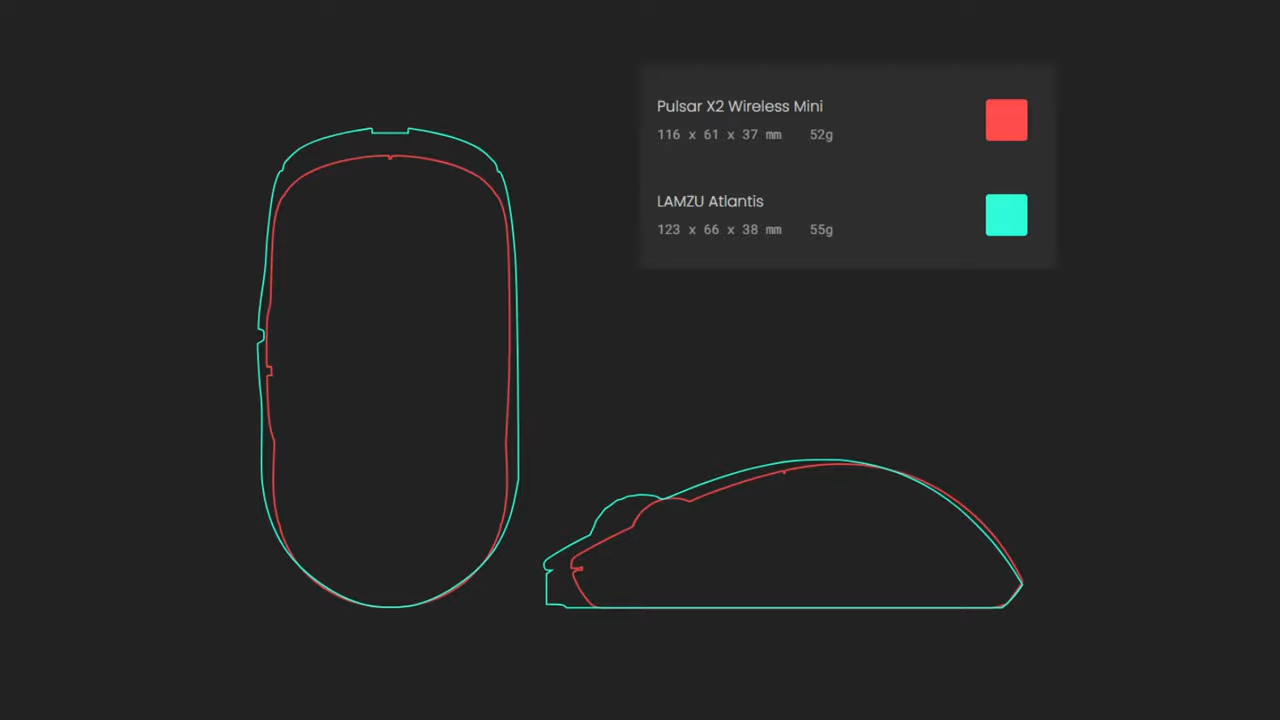 Pulsar X2 Wireless Mini
116 x 61 x 37 mm 52g
LAMZU Atlantis
123 x 66 x 38 mm 55g